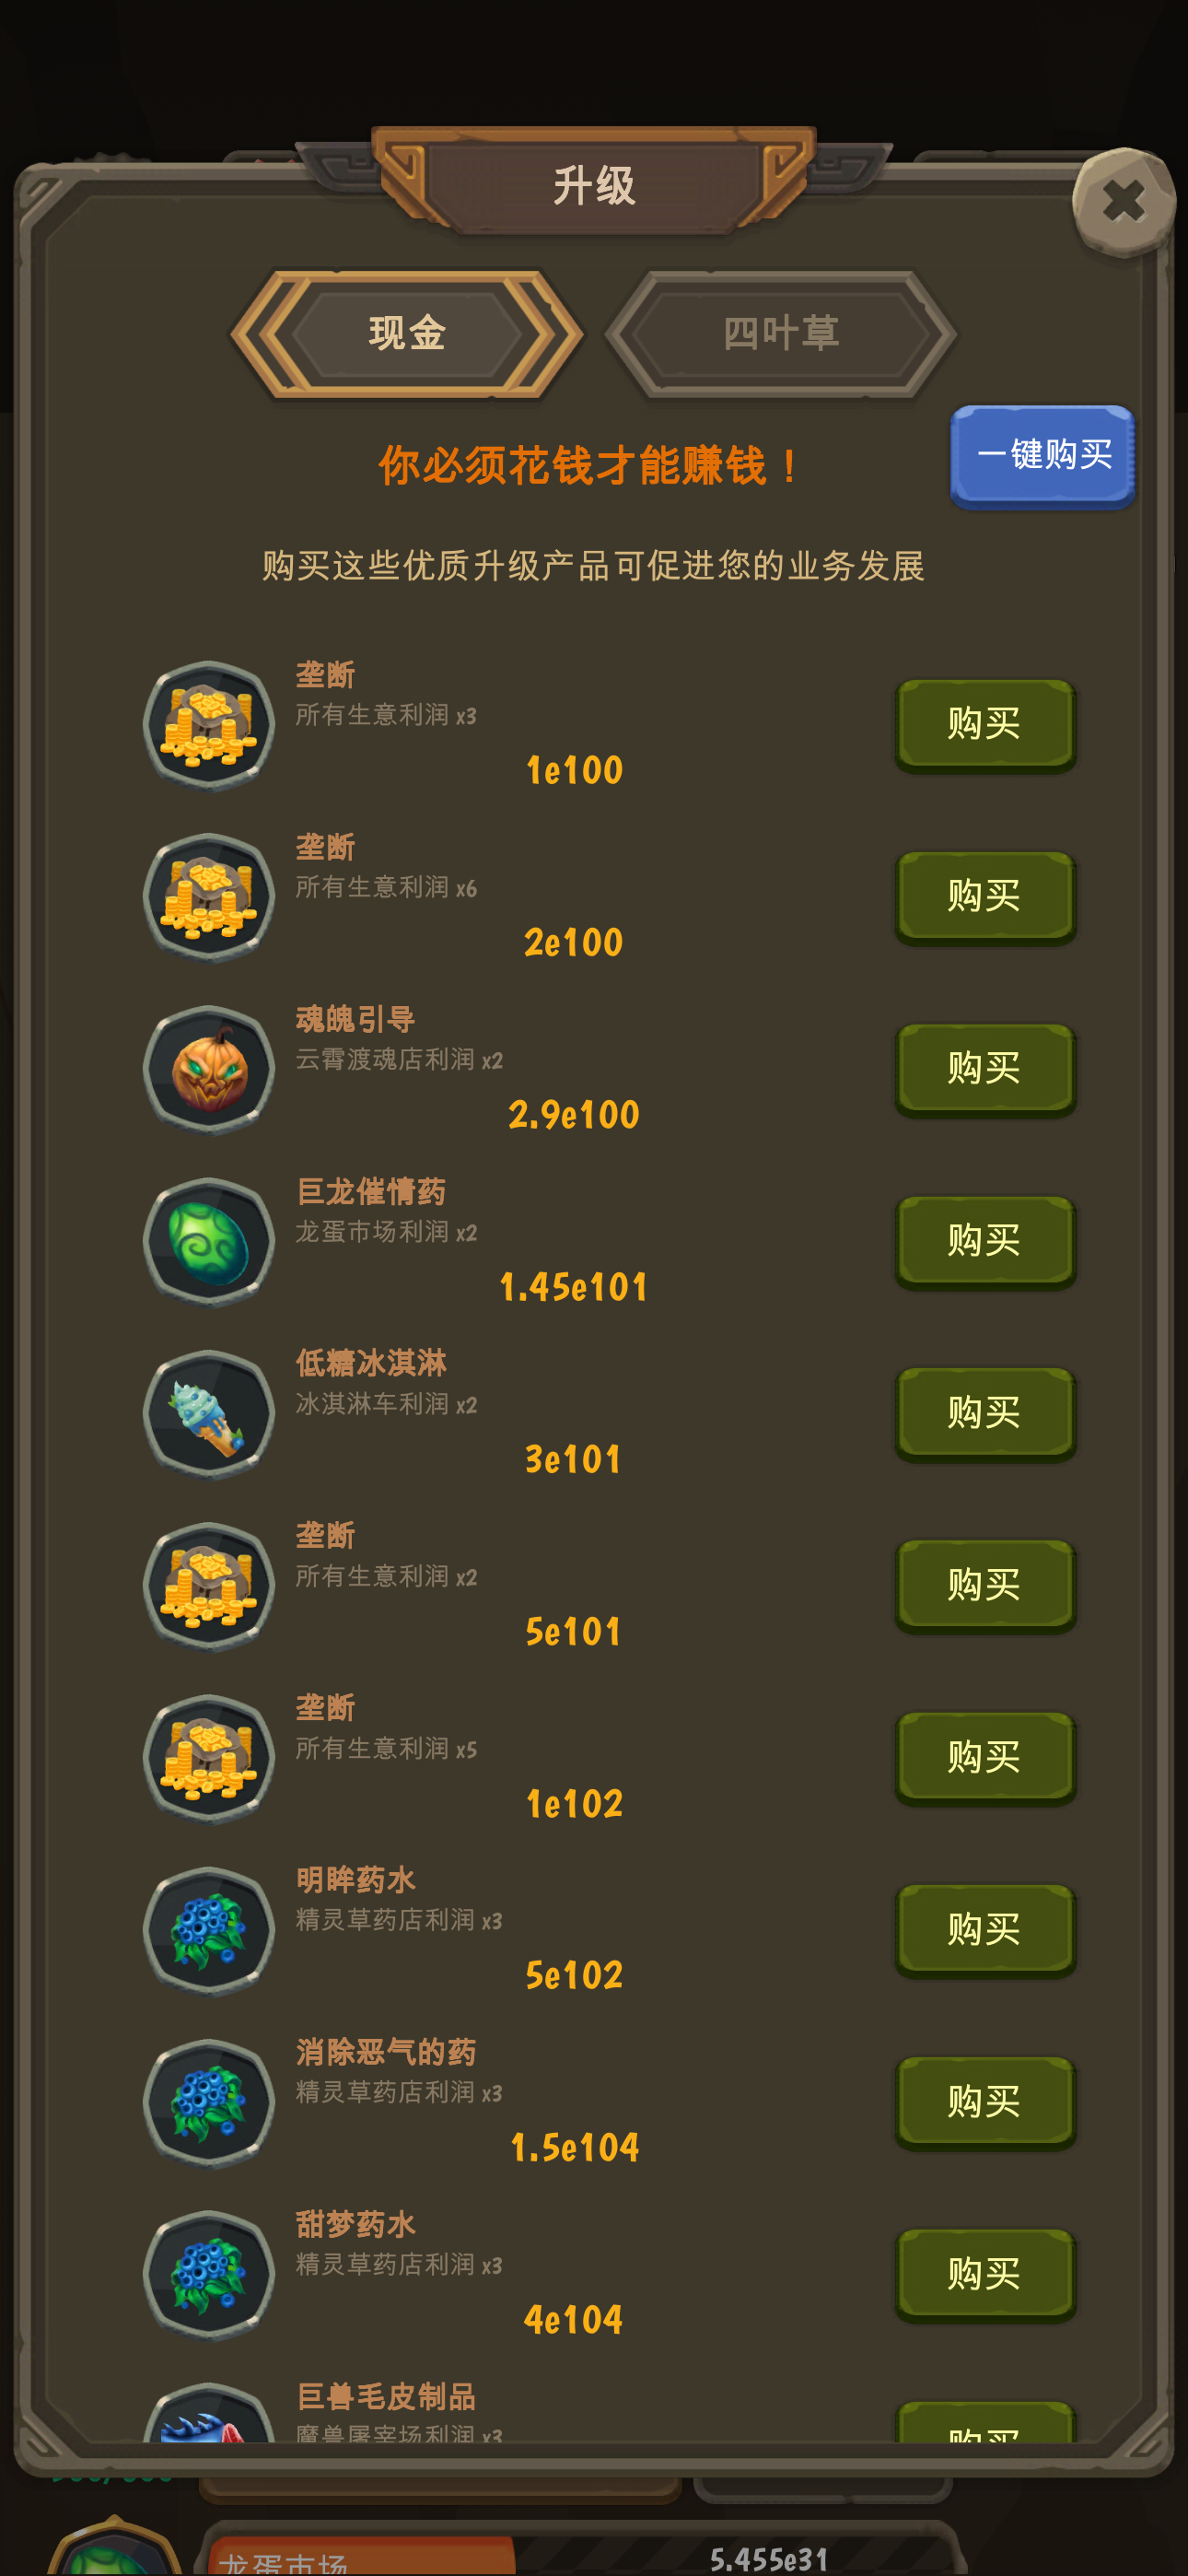 升级
现金
四叶草
一键购买
你必须花钱才能赚钱！
购买这些优质升级产品可促进您的业务发展
垄断
所有生意利润 x3
1e100
购买
垄断
所有生意利润 x6
2e100
购买
魂魄引导
云霄渡魂店利润 x2
2.9e100
购买
巨龙催情药
龙蛋市场利润 x2
1.45e101
购买
低糖冰淇淋
冰淇淋车利润 x2
3e101
购买
垄断
所有生意利润 x2
5e101
购买
垄断
所有生意利润 x5
1e102
购买
明眸药水
精灵草药店利润 x3
5e102
购买
消除恶气的药
精灵草药店利润 x3
1.5e104
购买
甜梦药水
精灵草药店利润 x3
4e104
购买
巨兽毛皮制品
魔兽屠宰场利润 x3
购买
龙蛋市场
5.455e31